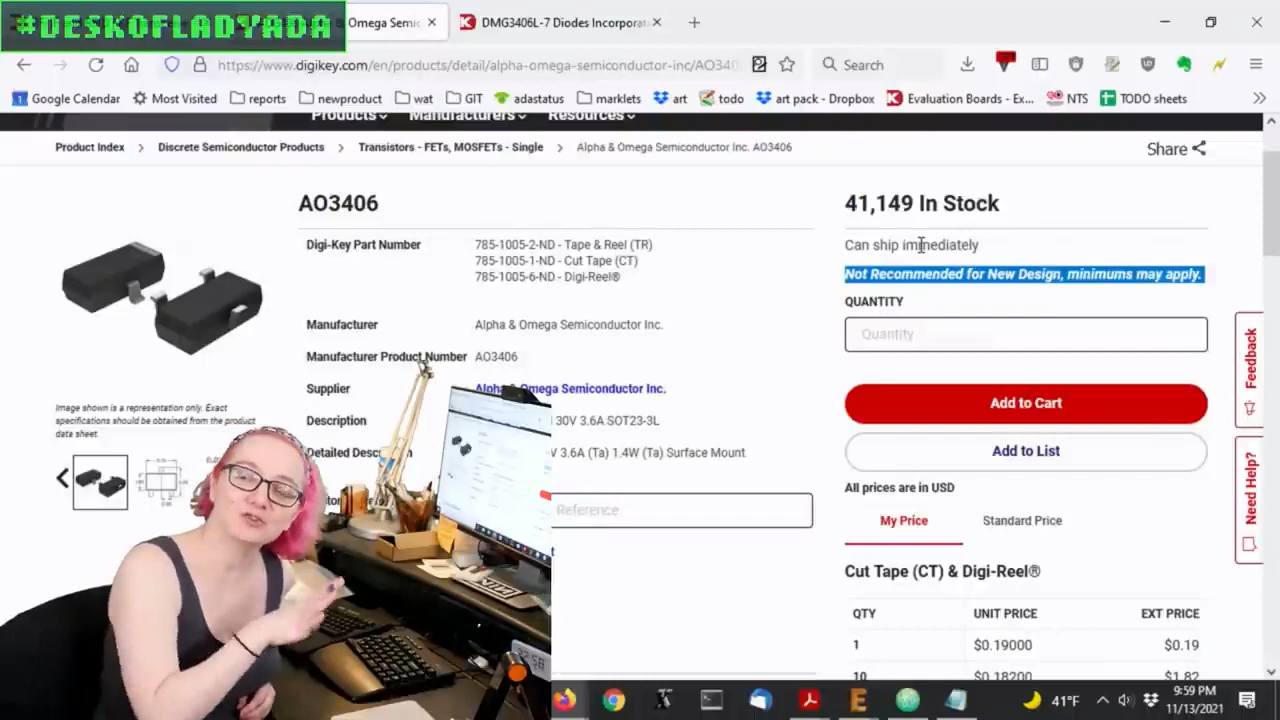 #DESKOFLADYADA
Omega Semic
DMG3406L-7 Diodes Incorporat
https://www.digikey.com/en/products/detail/alpha-omega-semiconductor-inc/AO340
Search
Google Calendar
Most Visited
reports
newproduct
wat
GIT
adastatus
marklets
art
todo
art pack - Dropbox
Evaluation Boards - Ex...
NTS
TODO sheets
Products
Manufacturers
Resources
Product Index > Discrete Semiconductor Products > Transistors - FETs, MOSFETs - Single > Alpha & Omega Semiconductor Inc. AO3406
Share
AO3406
Digi-Key Part Number
785-1005-2-ND - Tape & Reel (TR)
785-1005-1-ND - Cut Tape (CT)
785-1005-6-ND - Digi-Reel®
Manufacturer
Alpha & Omega Semiconductor Inc.
Manufacturer Product Number
AO3406
Supplier
Alpha & Omega Semiconductor Inc.
Description
30V 3.6A SOT23-3L
Detailed Desc
V 3.6A (Ta) 1.4W (Ta) Surface Mount
Reference
Image shown is a representation only. Exact
specifications should be obtained from the product
data sheet.
41,149 In Stock
Can ship immediately
Not Recommended for New Design, minimums may apply.
QUANTITY
Quantity
Add to Cart
Add to List
All prices are in USD
My Price
Standard Price
Cut Tape (CT) & Digi-Reel®
QTY UNIT PRICE EXT PRICE
1 $0.19000 $0.19
10 $0.18200 $1.82
Feedback
Need Help?
41°F
9:59 PM
11/13/2021